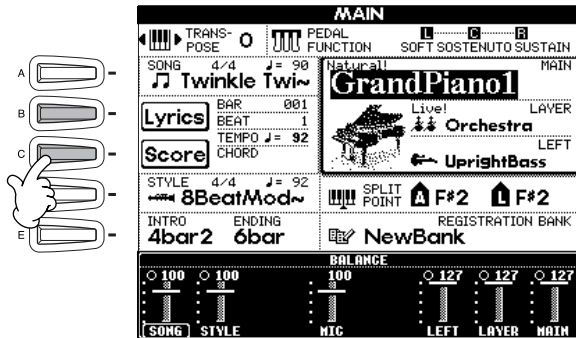 MAIN
TRANS-
POSE 0
PEDAL
FUNCTION
L C R
SOFT SOSTENUTO SUSTAIN
SONG 4/4 ♩= 90
Twinkle Twi~
Natural! MAIN
GrandPiano1
Live! LAYER
Orchestra
LEFT
UprightBass
Lyrics
Score
BAR 001
BEAT 1
TEMPO ♩= 92
CHORD
STYLE 4/4 ♩= 92
8BeatMod~
SPLIT
POINT A F#2 L F#2
INTRO ENDING
4bar2 6bar
REGISTRATION BANK
NewBank
BALANCE
100 100 100 127 127 127
SONG STYLE MIC LEFT LAYER MAIN
A
B
C
E